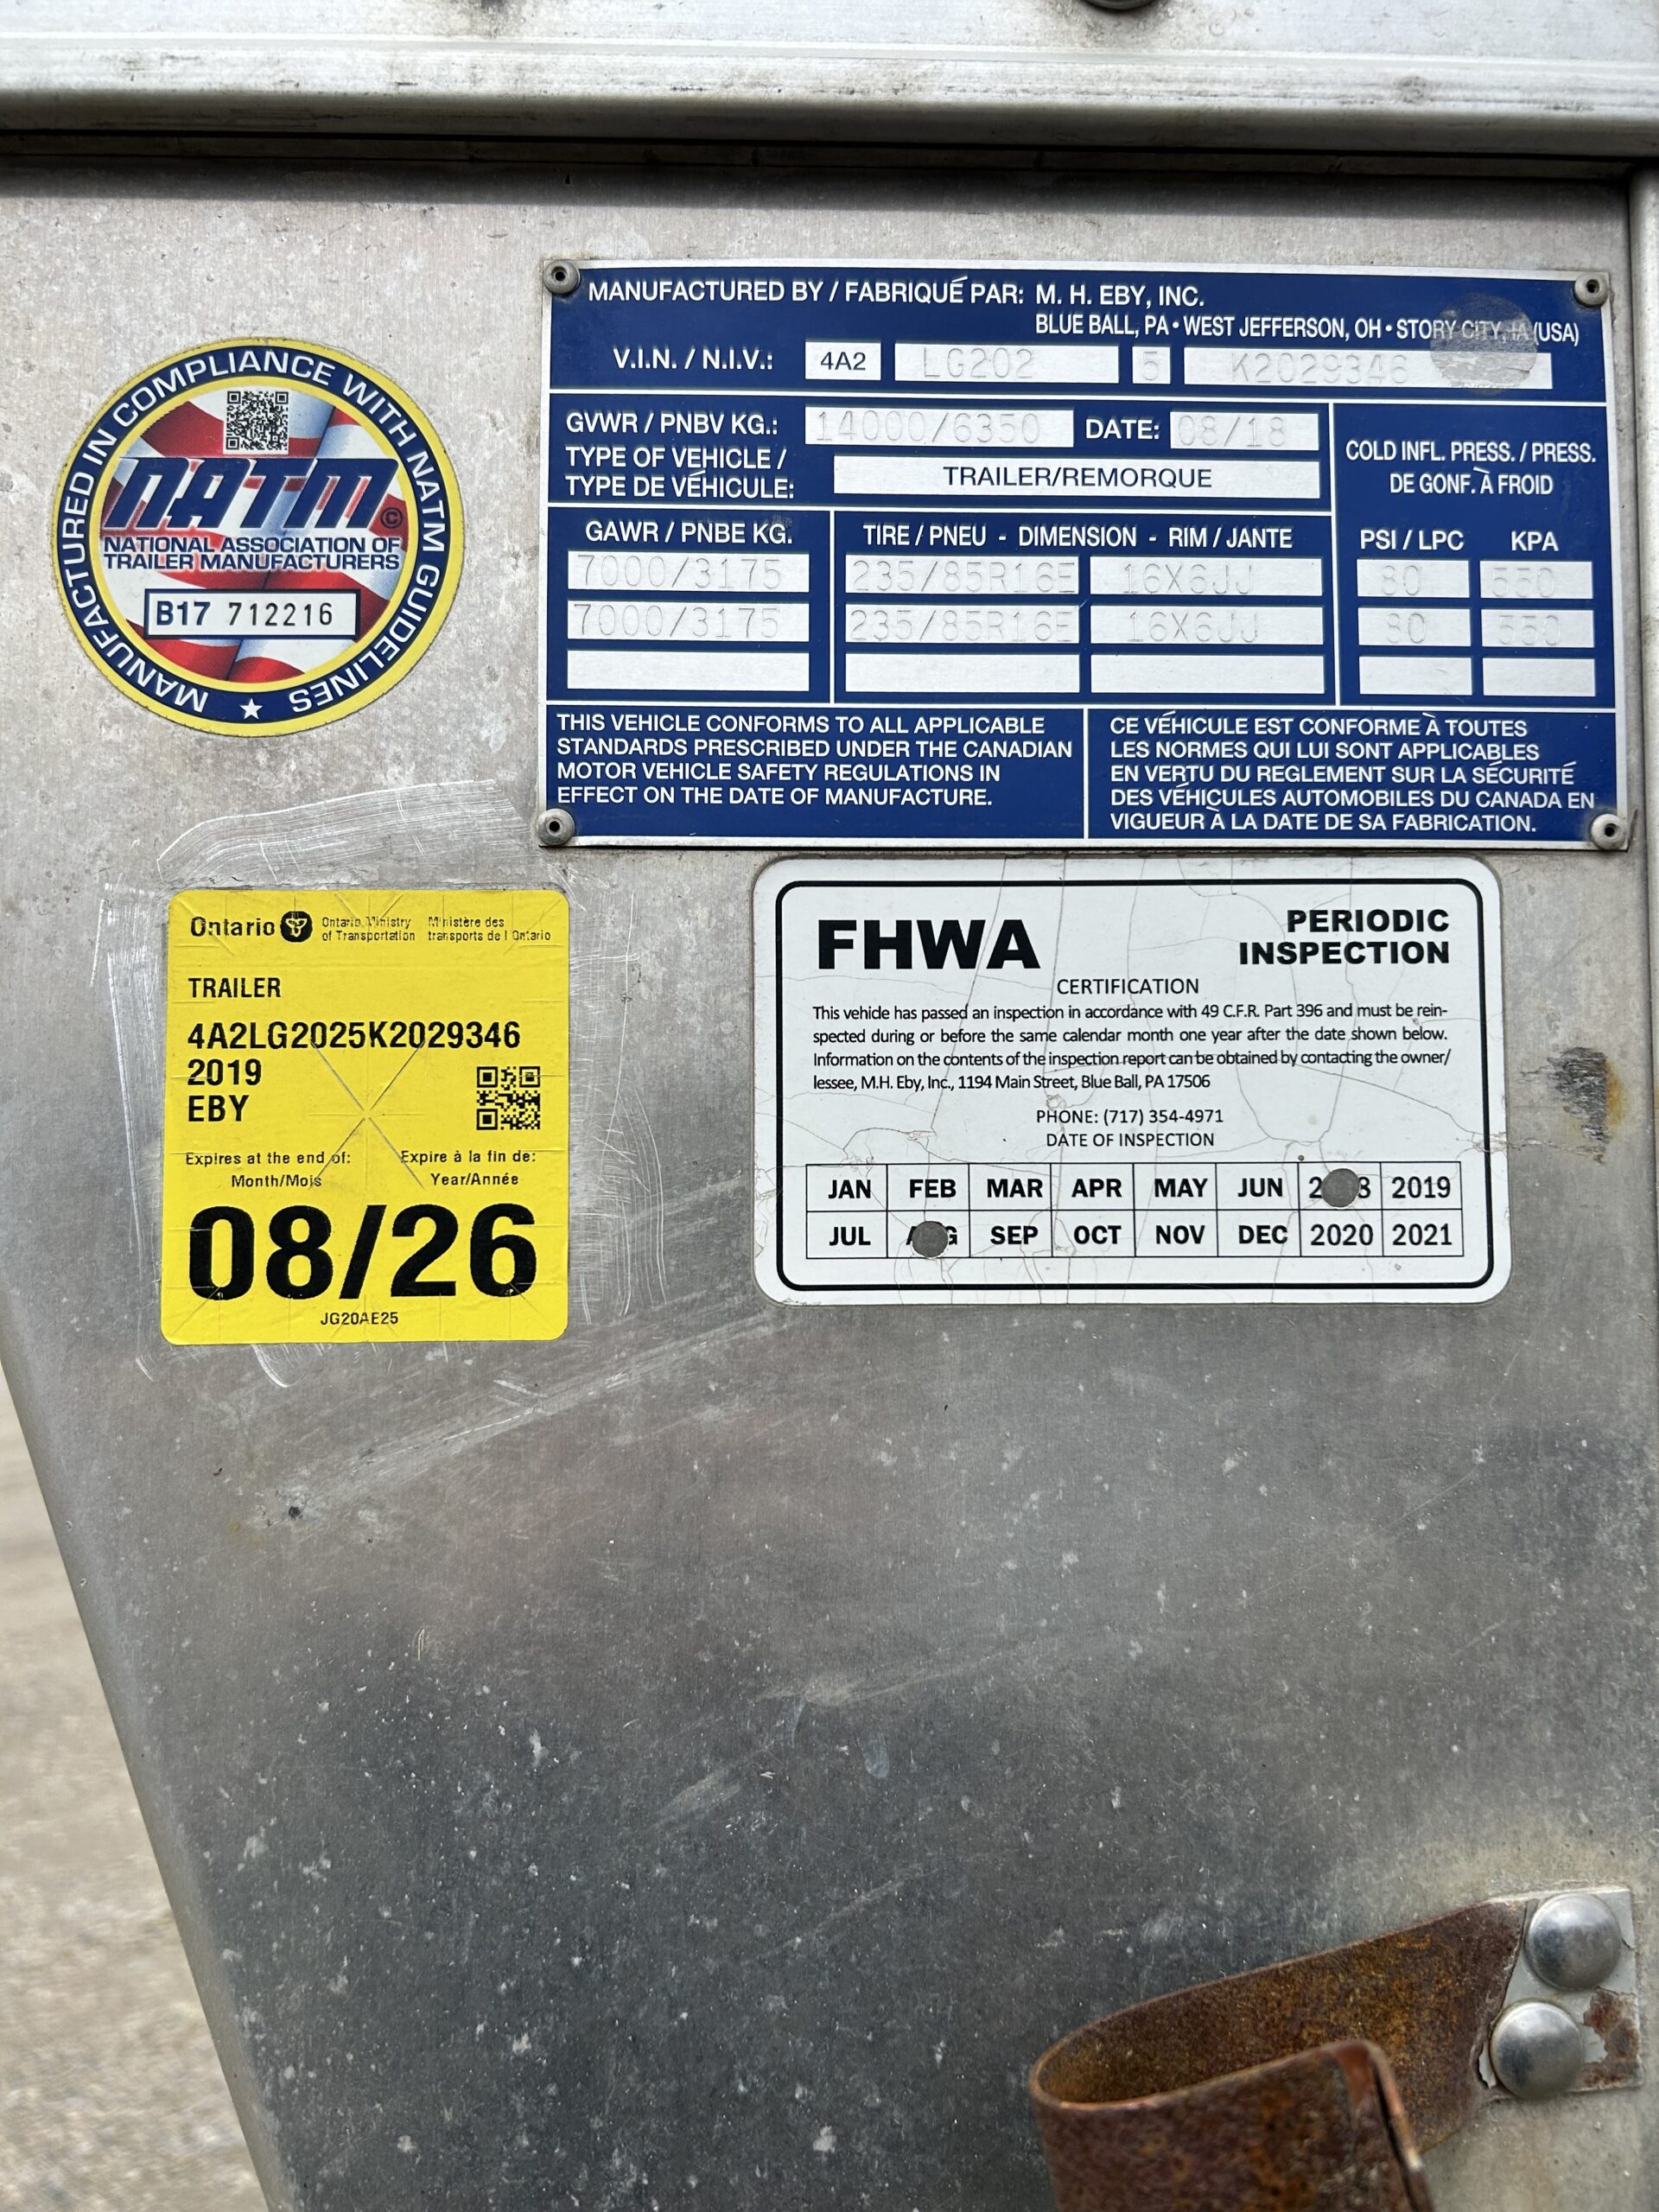 MANUFACTURED BY / FABRIQUÉ PAR: M. H. EBY, INC.
BLUE BALL, PA • WEST JEFFERSON, OH • STORY CITY, IA (USA)
V.I.N. / N.I.V.: 4A2 LG202 5 K2029346
GVWR / PNBV KG.: 14000/6350 DATE: 08/18
TYPE OF VEHICLE /
TYPE DE VÉHICULE: TRAILER/REMORQUE
COLD INFL. PRESS. / PRESS.
DE GONF. À FROID
GAWR / PNBE KG. TIRE / PNEU - DIMENSION - RIM / JANTE PSI / LPC KPA
7000/3175 235/85R16E 16X6JJ 80 550
7000/3175 235/85R16E 16X6JJ 80 550
THIS VEHICLE CONFORMS TO ALL APPLICABLE
STANDARDS PRESCRIBED UNDER THE CANADIAN
MOTOR VEHICLE SAFETY REGULATIONS IN
EFFECT ON THE DATE OF MANUFACTURE.
CE VÉHICULE EST CONFORME À TOUTES
LES NORMES QUI LUI SONT APPLICABLES
EN VERTU DU REGLEMENT SUR LA SÉCURITÉ
DES VÉHICULES AUTOMOBILES DU CANADA EN
VIGUEUR À LA DATE DE SA FABRICATION.
MANUFACTURED IN COMPLIANCE WITH NATM GUIDELINES
NATM ©
NATIONAL ASSOCIATION OF
TRAILER MANUFACTURERS
B17 712216
Ontario
Ontario Ministry
of Transportation
Ministère des
transports de l'Ontario
TRAILER
4A2LG2025K2029346
2019
EBY
Expires at the end of: Expire à la fin de:
Month/Mois Year/Année
08/26
JG20AE25
FHWA
PERIODIC
INSPECTION
CERTIFICATION
This vehicle has passed an inspection in accordance with 49 C.F.R. Part 396 and must be rein-
spected during or before the same calendar month one year after the date shown below.
Information on the contents of the inspection report can be obtained by contacting the owner/
lessee, M.H. Eby, Inc., 1194 Main Street, Blue Ball, PA 17506
PHONE: (717) 354-4971
DATE OF INSPECTION
JAN FEB MAR APR MAY JUN 2019
JUL SEP OCT NOV DEC 2020 2021